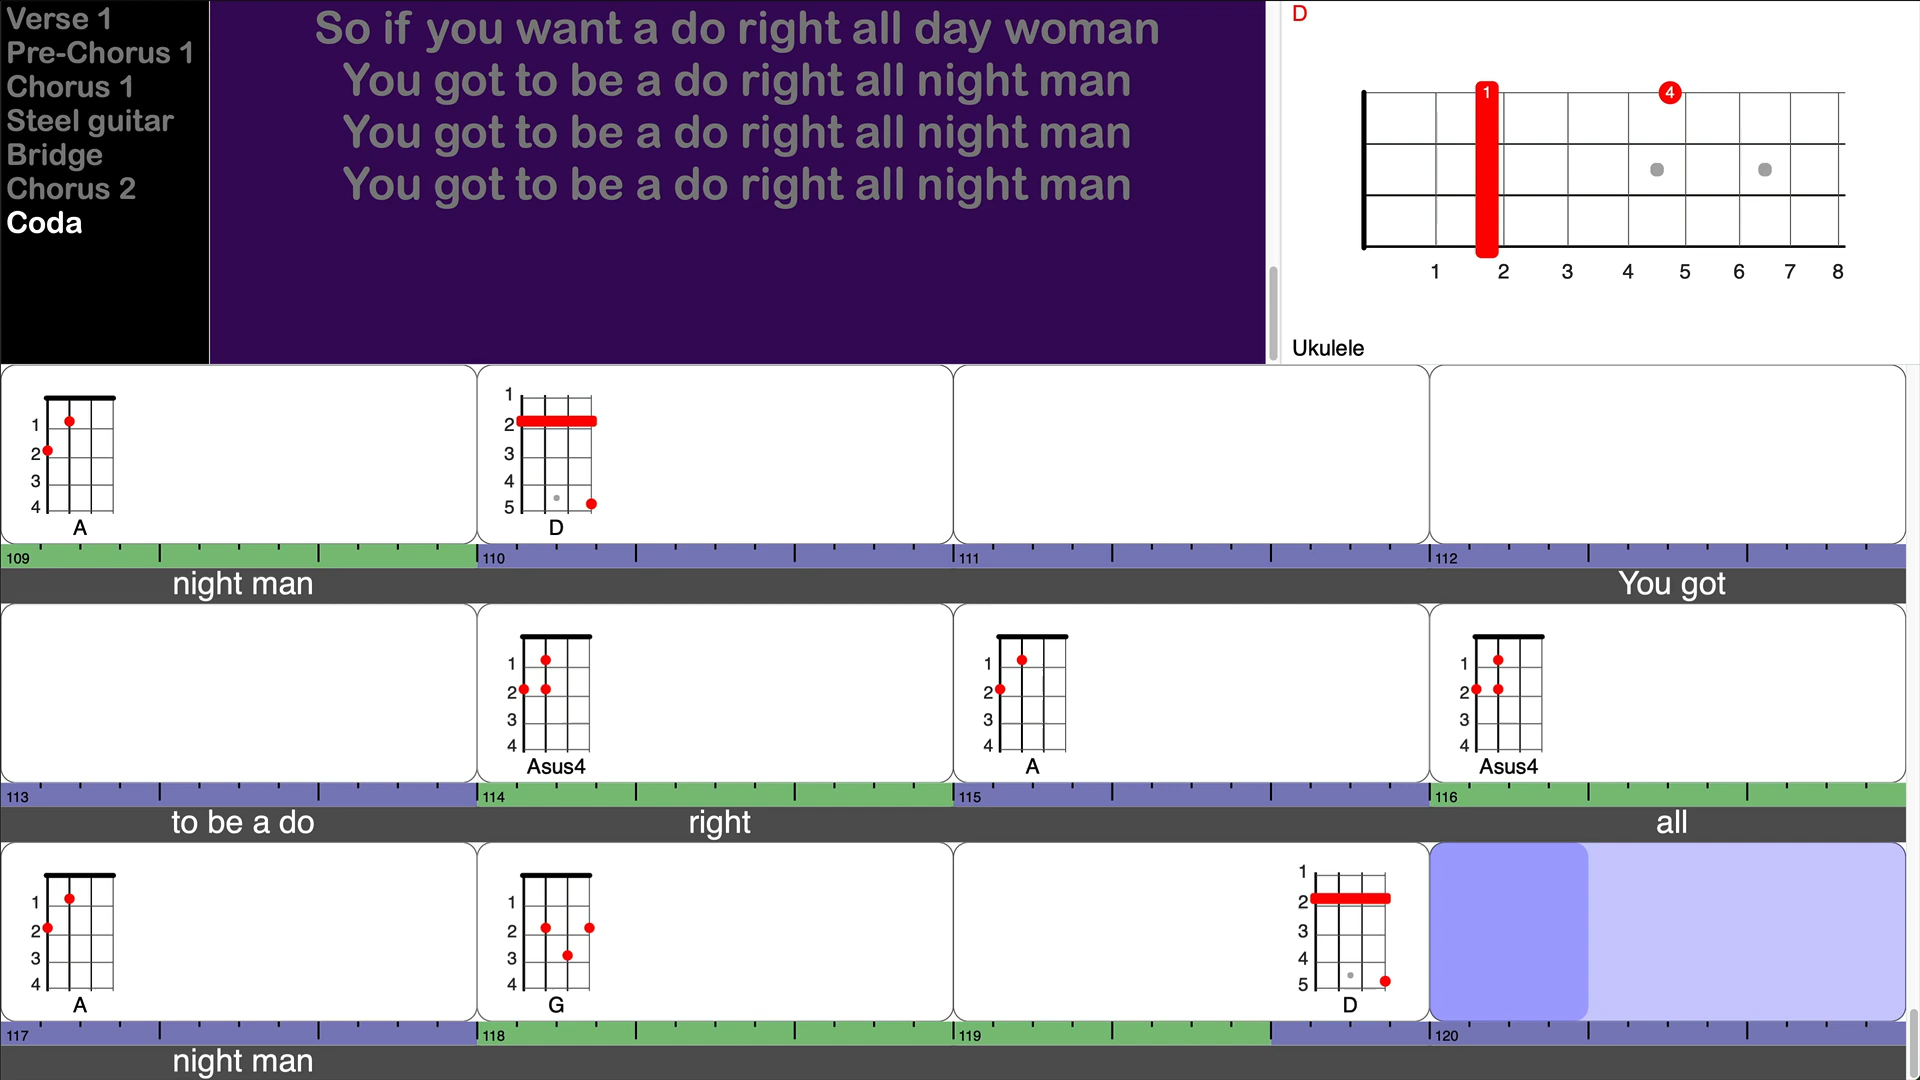 Verse 1
Pre-Chorus 1
Chorus 1
Steel guitar
Bridge
Chorus 2
Coda
So if you want a do right all day woman
You got to be a do right all night man
You got to be a do right all night man
You got to be a do right all night man
D
1 4
1 2 3 4 5 6 7 8
Ukulele
1
2
3
4
A
1
2
3
4
5
D
109 110 111 112
night man You got
1
2
3
4
Asus4
1
2
3
4
A
1
2
3
4
Asus4
113 114 115 116
to be a do right all
1
2
3
4
A
1
2
3
4
G
1
2
3
4
5
D
117 118 119 120
night man